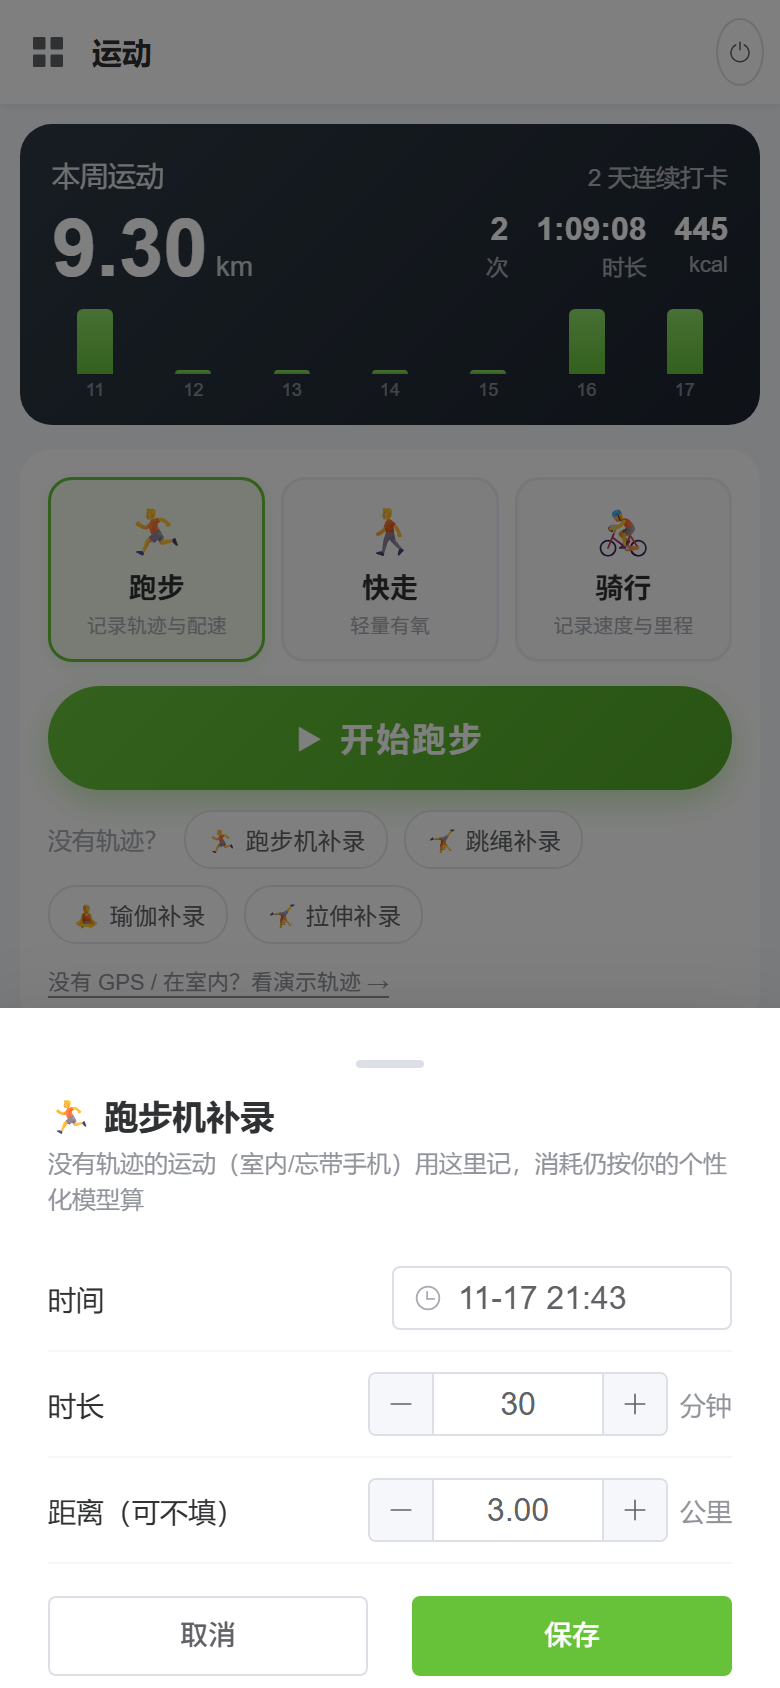 运动
本周运动
2 天连续打卡
9.30 km
2 1:09:08 445
次 时长 kcal
11 12 13 14 15 16 17
跑步 快走 骑行
记录轨迹与配速 轻量有氧 记录速度与里程
开始跑步
没有轨迹? 跑步机补录 跳绳补录
瑜伽补录 拉伸补录
没有 GPS / 在室内? 看演示轨迹 →
跑步机补录
没有轨迹的运动（室内/忘带手机）用这里记，消耗仍按你的个性
化模型算
时间 11-17 21:43
时长 − 30 + 分钟
距离（可不填） − 3.00 + 公里
取消 保存